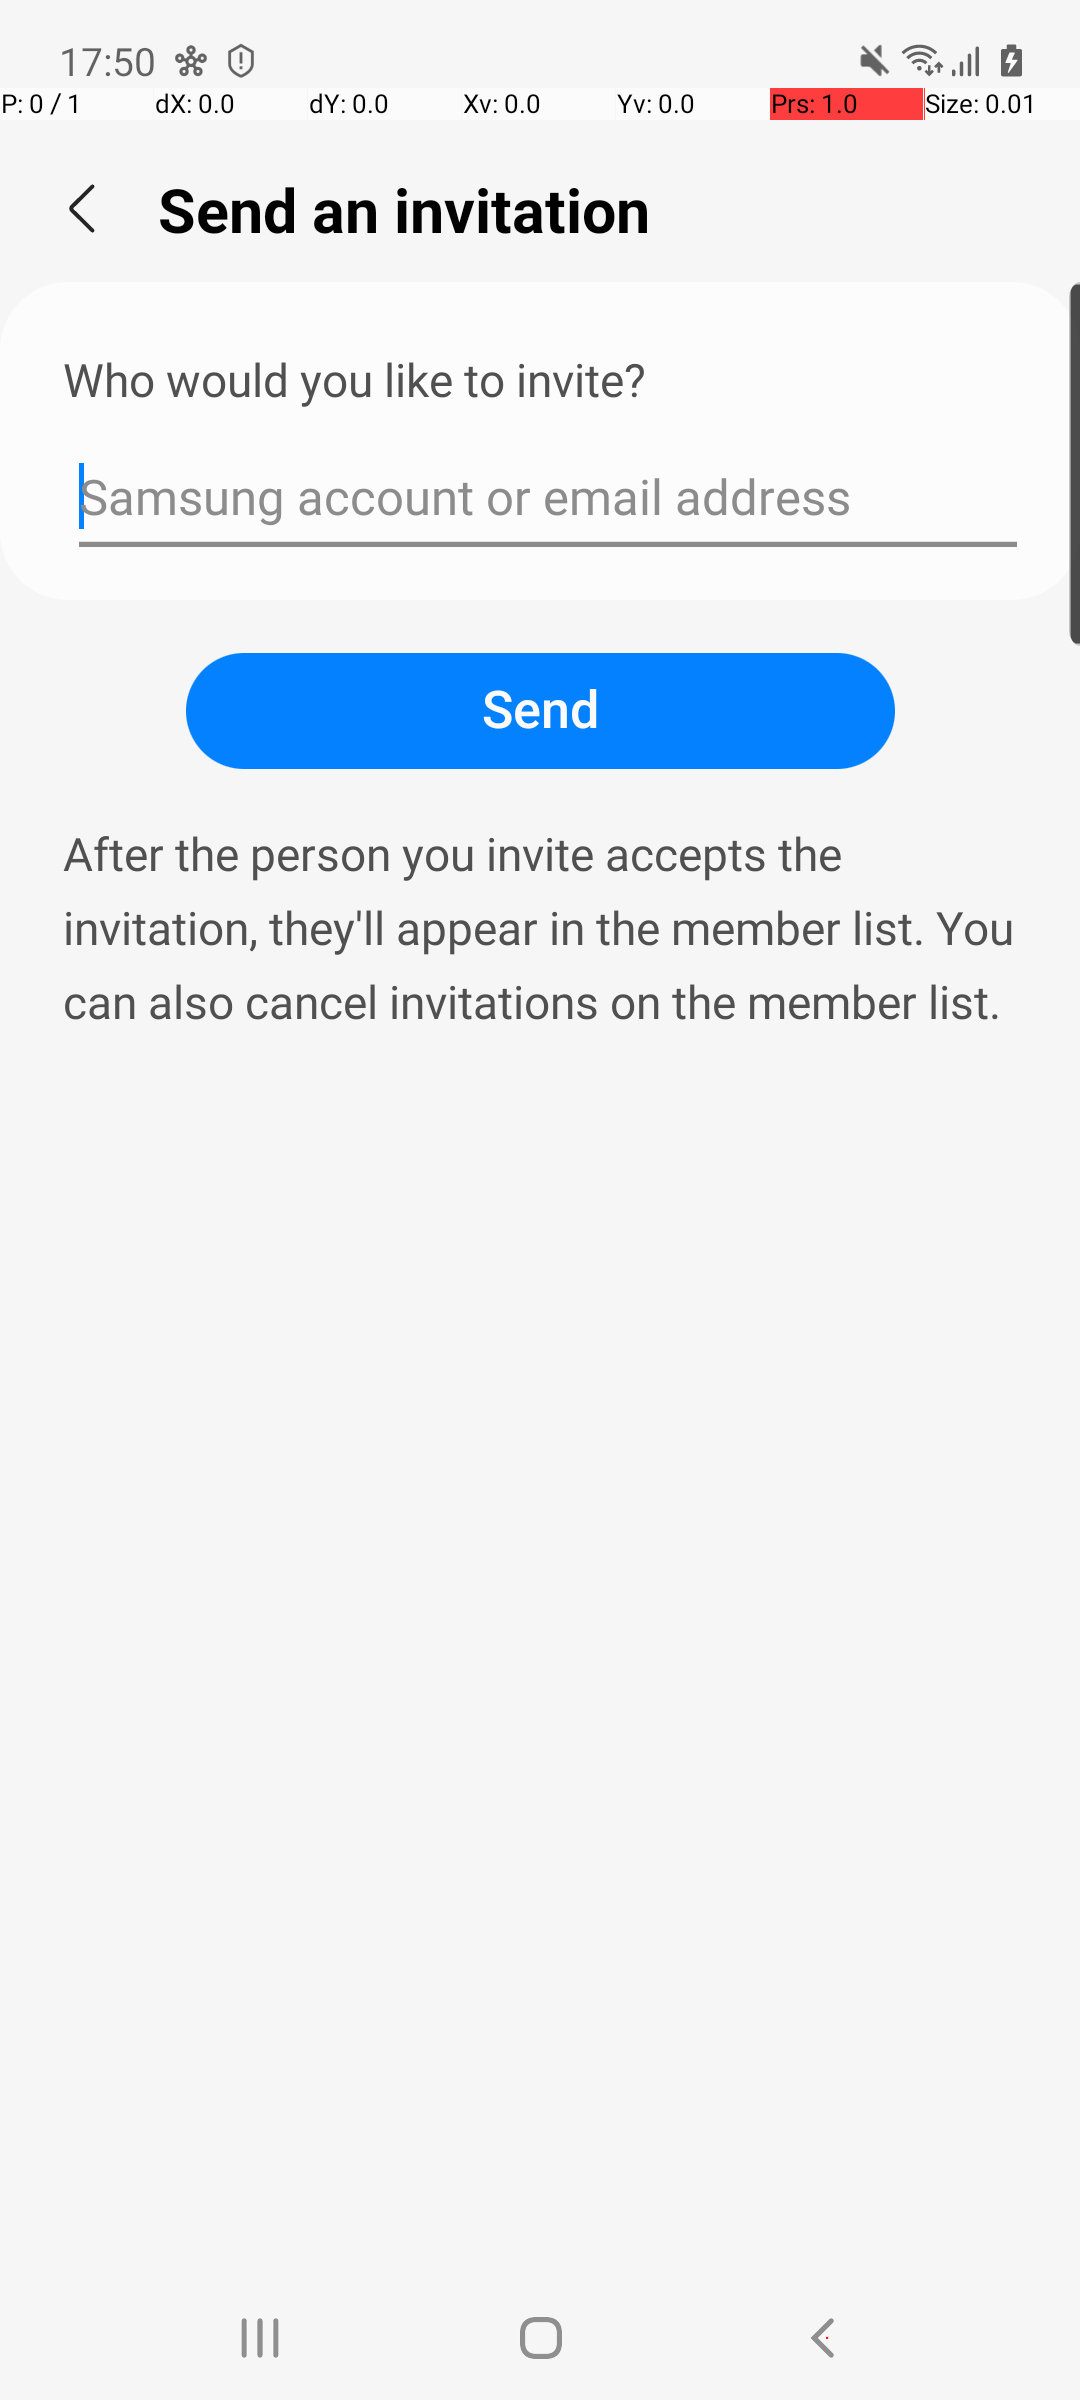 17:50
P: 0 / 1 dX: 0.0 dY: 0.0 Xv: 0.0 Yv: 0.0 Prs: 1.0 Size: 0.01
Send an invitation
Who would you like to invite?
Samsung account or email address
Send
After the person you invite accepts the
invitation, they'll appear in the member list. You
can also cancel invitations on the member list.